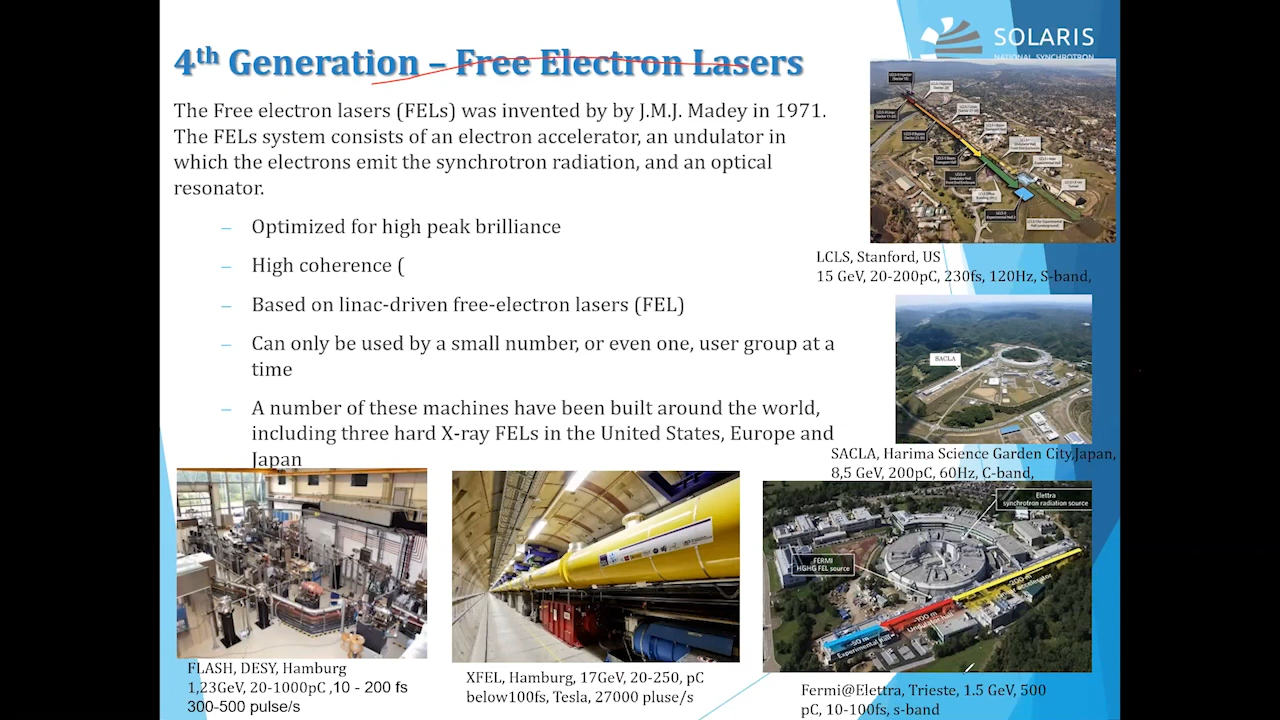 SOLARIS
NATIONAL SYNCHROTRON
4th Generation – Free Electron Lasers
The Free electron lasers (FELs) was invented by by J.M.J. Madey in 1971.
The FELs system consists of an electron accelerator, an undulator in
which the electrons emit the synchrotron radiation, and an optical
resonator.
– Optimized for high peak brilliance
– High coherence (
– Based on linac-driven free-electron lasers (FEL)
– Can only be used by a small number, or even one, user group at a
time
– A number of these machines have been built around the world,
including three hard X-ray FELs in the United States, Europe and
Japan
LCLS, Stanford, US
15 GeV, 20-200pC, 230fs, 120Hz, S-band,
SACLA
SACLA, Harima Science Garden City,Japan,
8,5 GeV, 200pC, 60Hz, C-band,
FLASH, DESY, Hamburg
1,23GeV, 20-1000pC ,10 - 200 fs
300-500 pulse/s
XFEL, Hamburg, 17GeV, 20-250, pC
below100fs, Tesla, 27000 pluse/s
Elettra
synchrotron radiation source
FERMI
HGHG FEL source
~200 m
accelerator
~100 m
Undulator
~50 m
Experimental Hall
Fermi@Elettra, Trieste, 1.5 GeV, 500
pC, 10-100fs, s-band